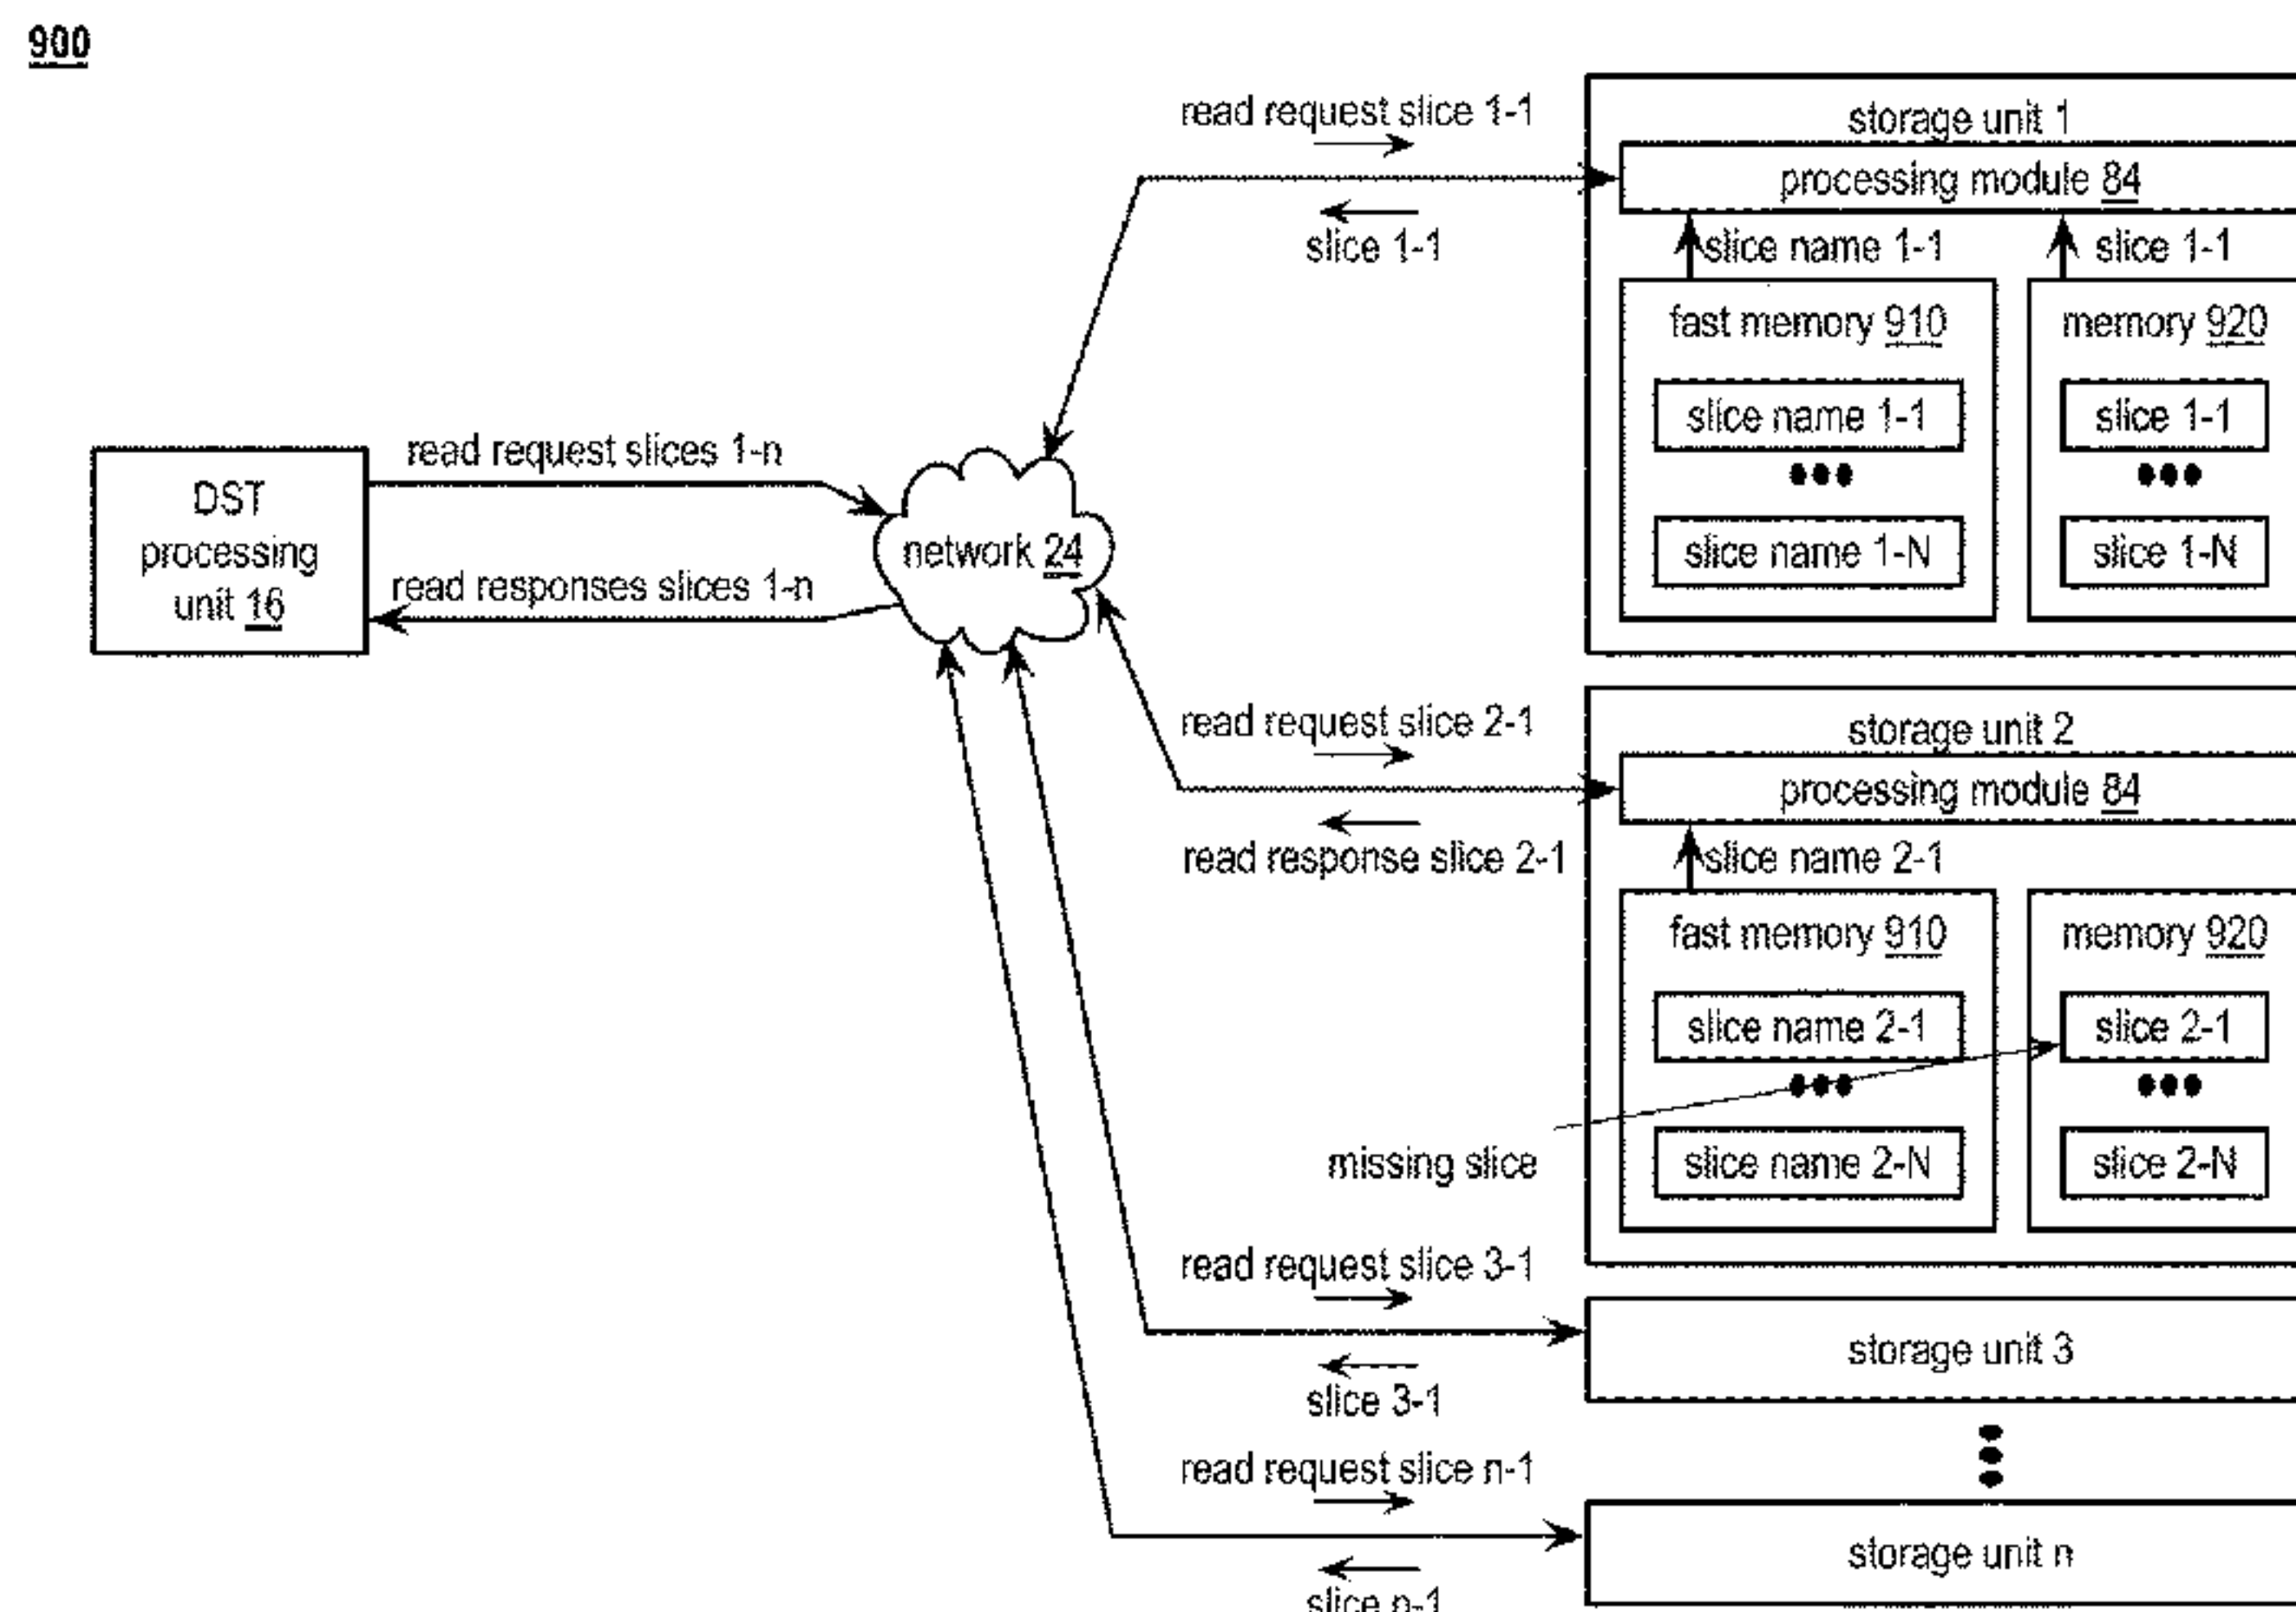 900
read request slice 1-1
slice 1-1
storage unit 1
processing module 84
slice name 1-1
slice 1-1
fast memory 910
memory 920
slice name 1-1
slice 1-1
slice name 1-N
slice 1-N
DST
processing
unit 16
read request slices 1-n
read responses slices 1-n
network 24
read request slice 2-1
read response slice 2-1
storage unit 2
processing module 84
slice name 2-1
fast memory 910
memory 920
slice name 2-1
slice 2-1
missing slice
slice name 2-N
slice 2-N
read request slice 3-1
slice 3-1
storage unit 3
read request slice n-1
slice n-1
storage unit n